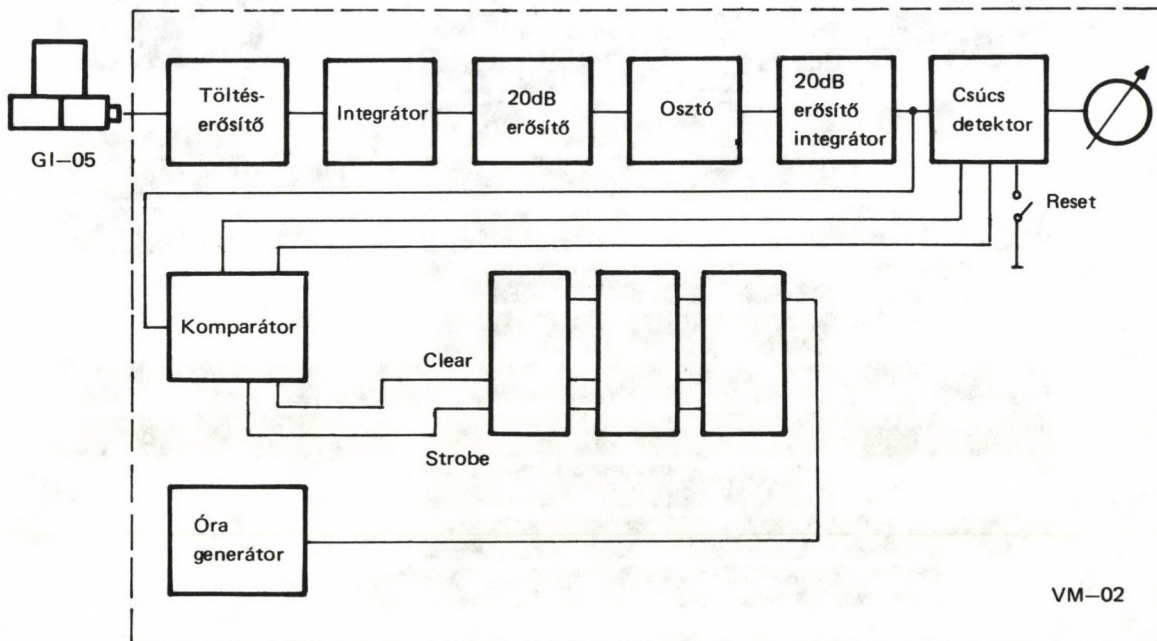 GI–05
Töltés-
erősítő
Integrátor
20dB
erősítő
Osztó
20dB
erősítő
integrátor
Csúcs
detektor
Reset
Komparátor
Clear
Strobe
Óra
generátor
VM–02